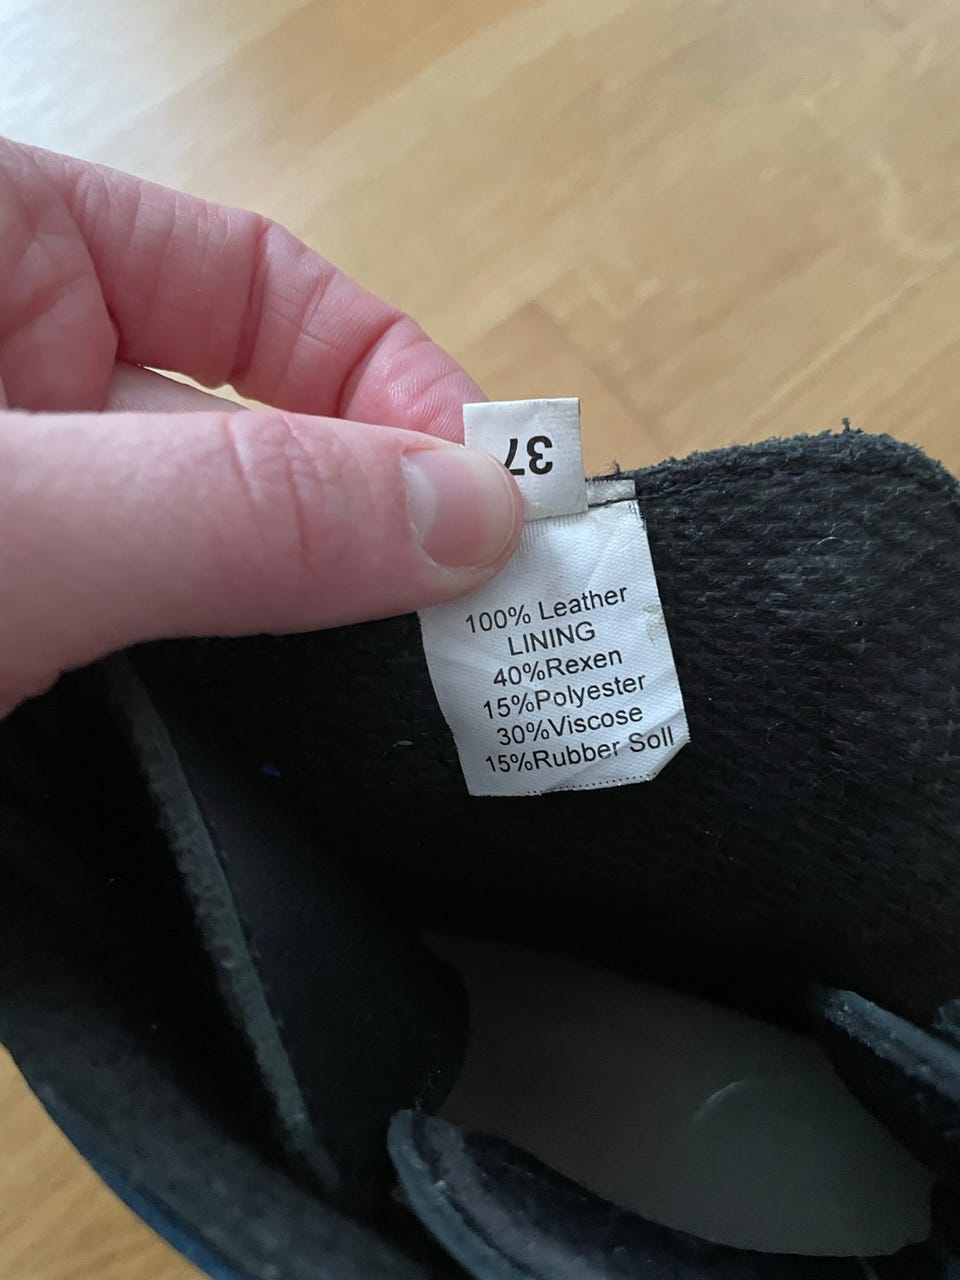 37
100% Leather
LINING
40%Rexen
15%Polyester
30%Viscose
15%Rubber Soll